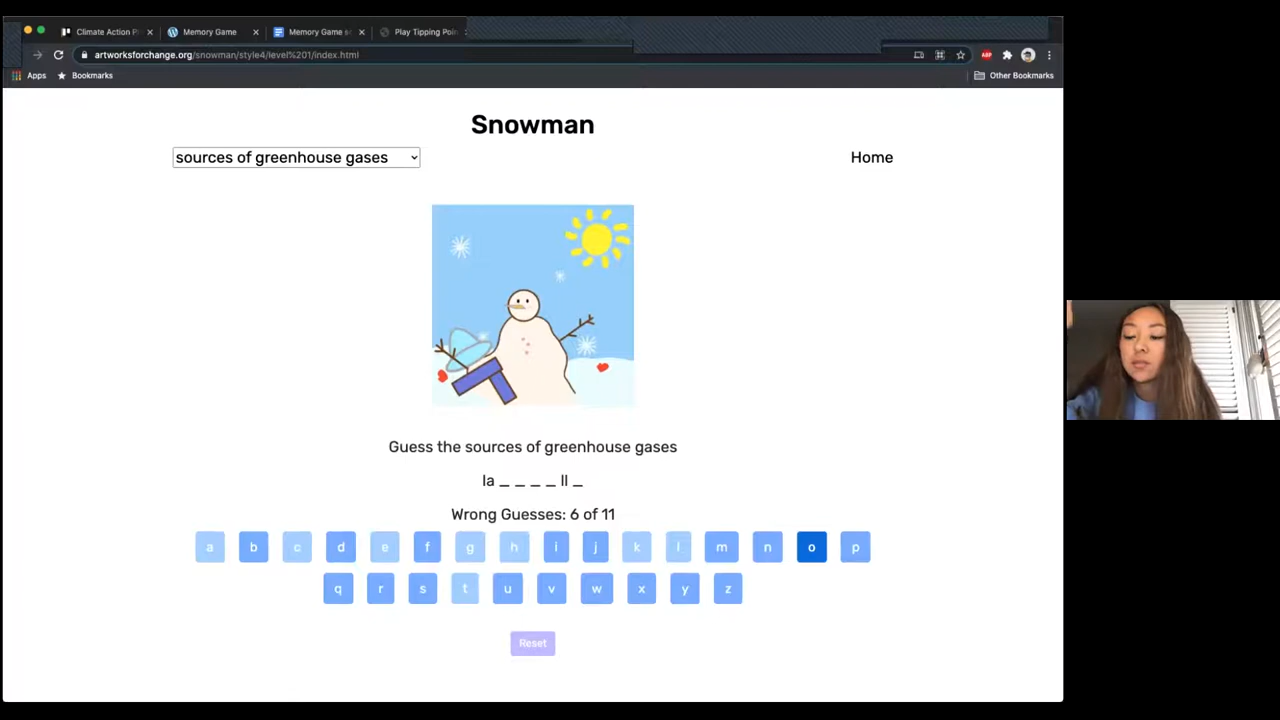 Climate Action P
Memory Game
Memory Game s
Play Tipping Poin
artworksforchange.org/snowman/style4/level%201/index.html
ABP
Apps
Bookmarks
Other Bookmarks
Snowman
sources of greenhouse gases
Home
Guess the sources of greenhouse gases
la _ _ _ _ ll _
Wrong Guesses: 6 of 11
a b c d e f g h i j k l m n o p
q r s t u v w x y z
Reset